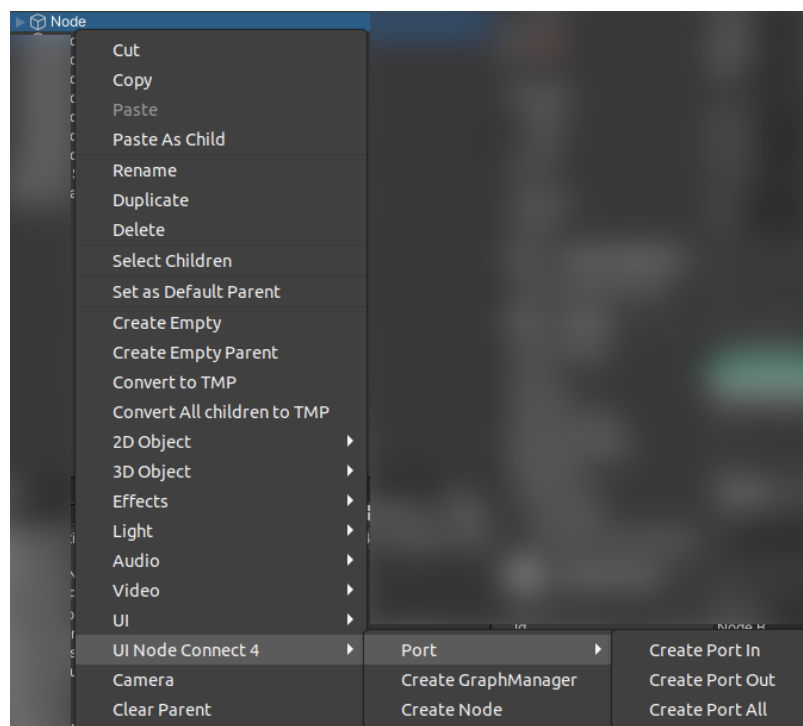 Node
Cut
Copy
Paste
Paste As Child
Rename
Duplicate
Delete
Select Children
Set as Default Parent
Create Empty
Create Empty Parent
Convert to TMP
Convert All children to TMP
2D Object
3D Object
Effects
Light
Audio
Video
UI
UI Node Connect 4
Camera
Clear Parent
Port
Create GraphManager
Create Node
Create Port In
Create Port Out
Create Port All